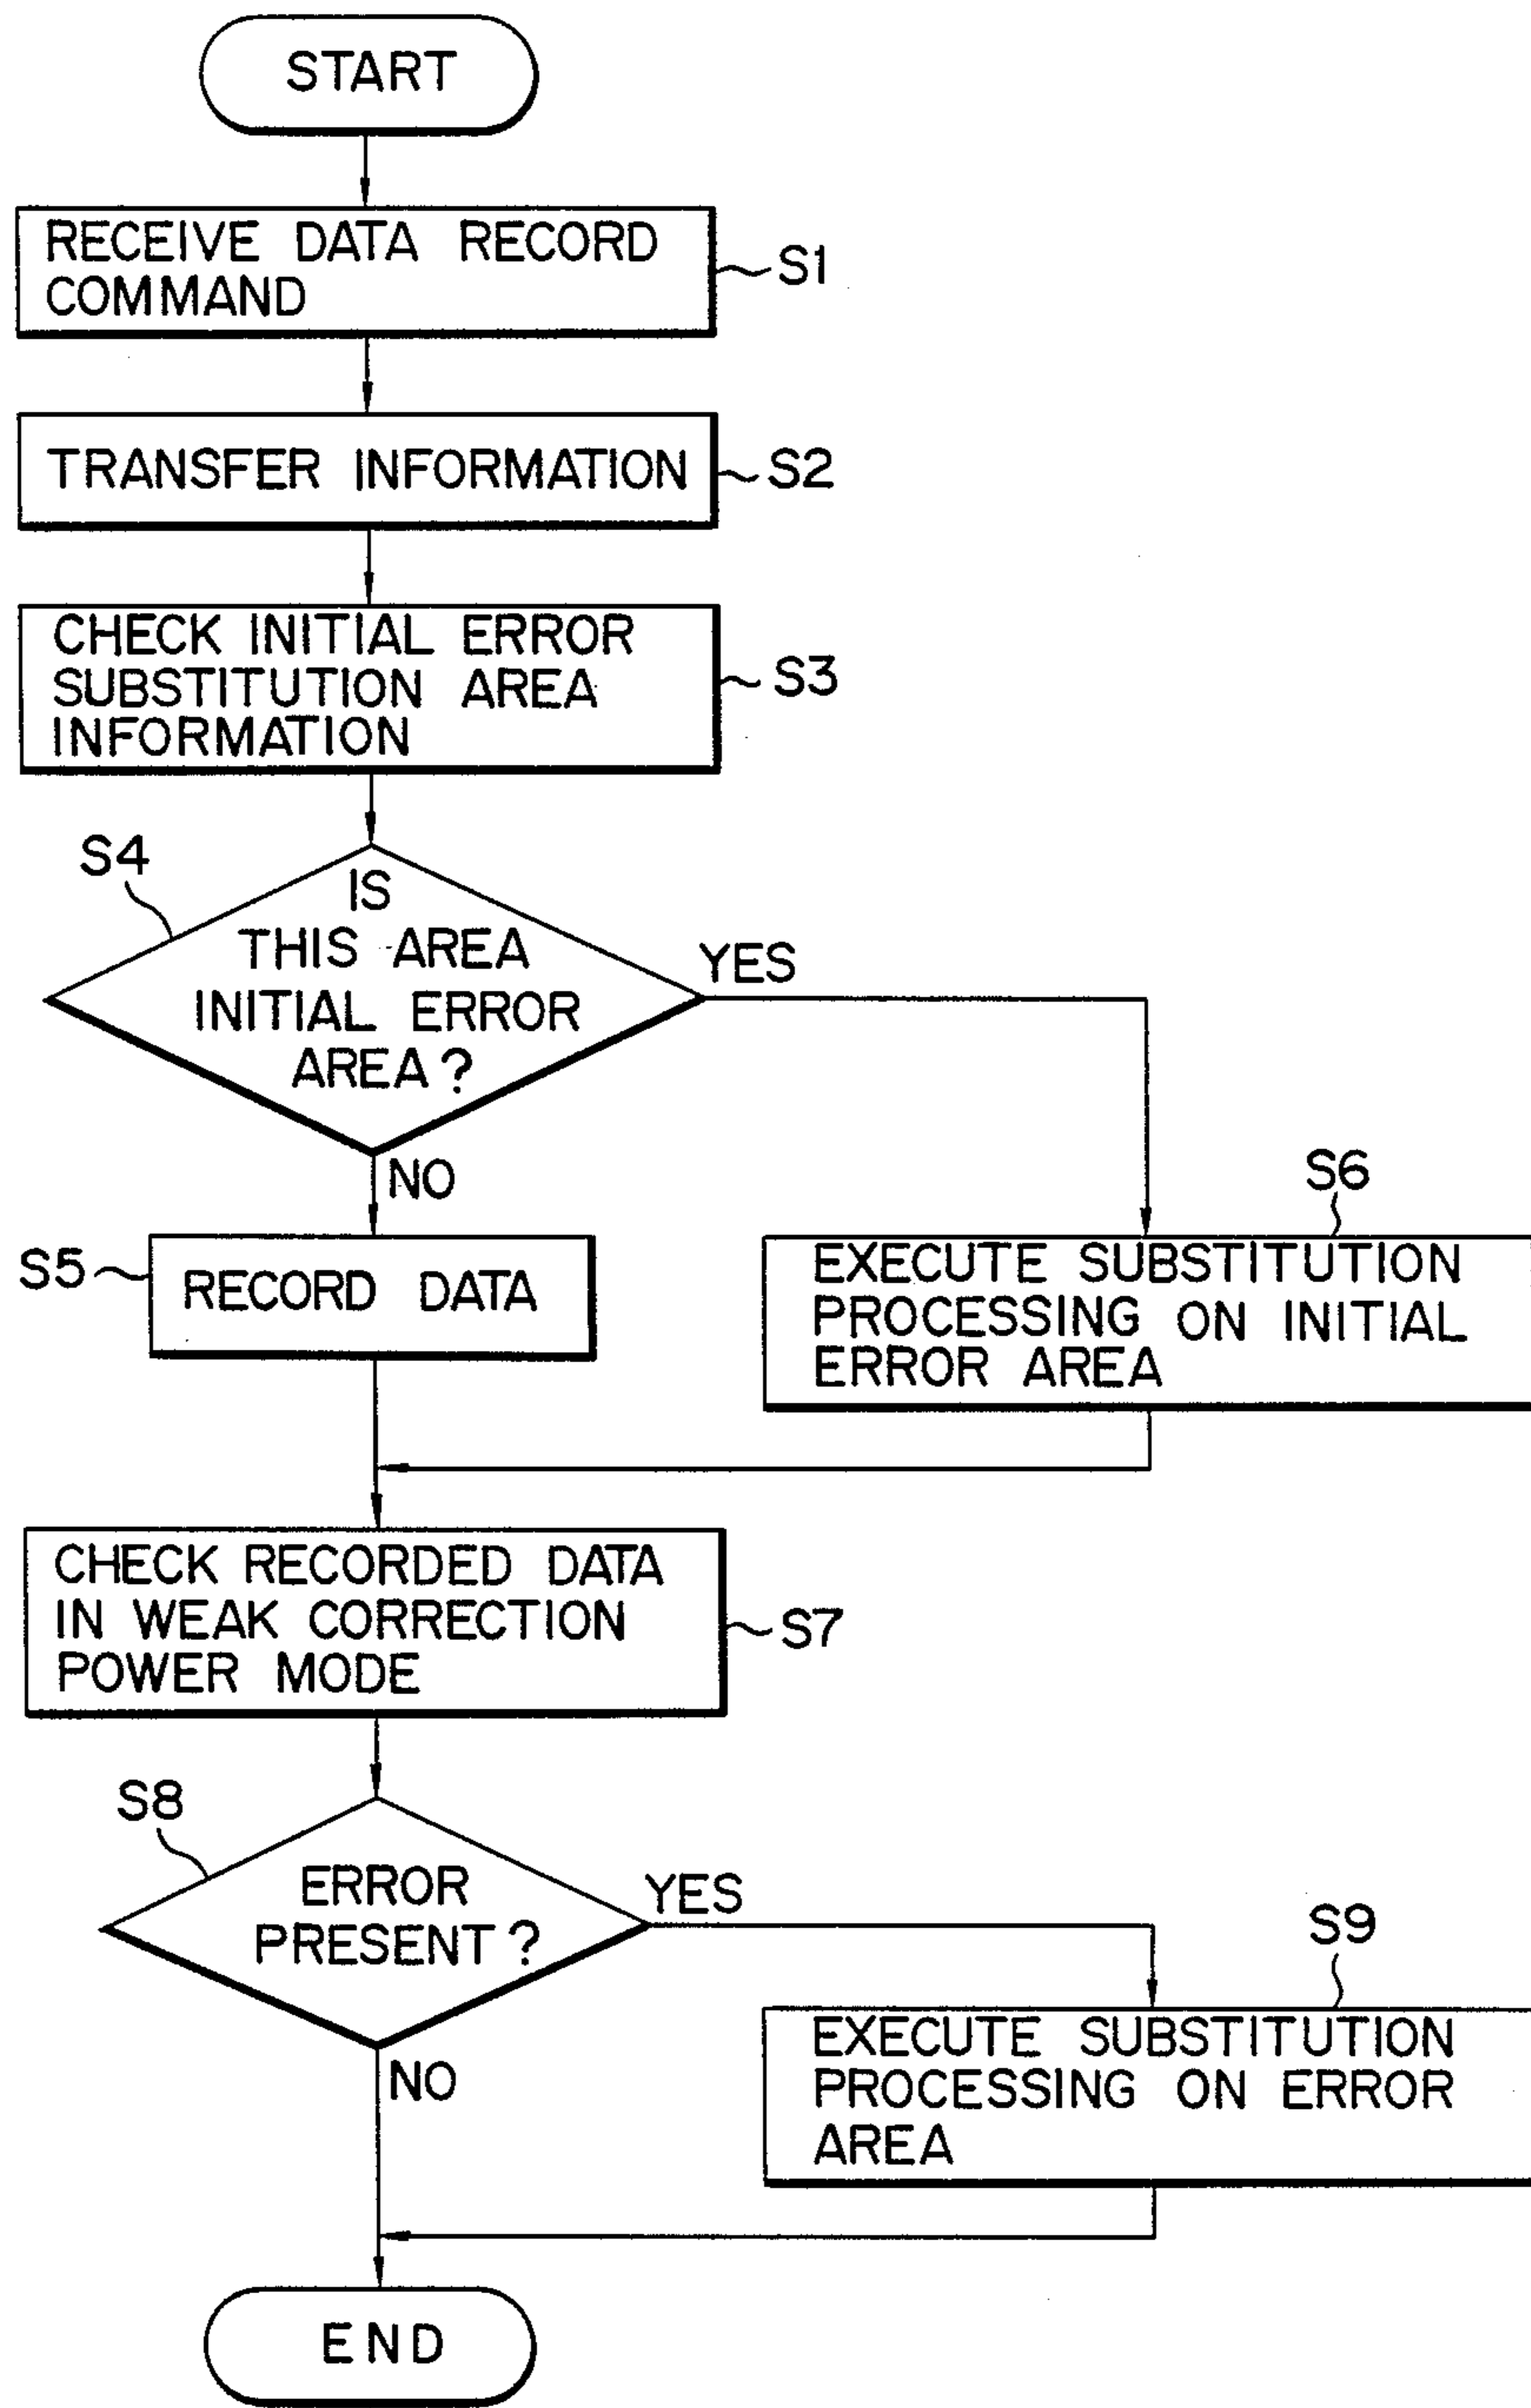 START
RECEIVE DATA RECORD
COMMAND
S1
TRANSFER INFORMATION
S2
CHECK INITIAL ERROR
SUBSTITUTION AREA
INFORMATION
S3
S4
IS
THIS AREA
INITIAL ERROR
AREA?
YES
NO
S5
RECORD DATA
S6
EXECUTE SUBSTITUTION
PROCESSING ON INITIAL
ERROR AREA
CHECK RECORDED DATA
IN WEAK CORRECTION
POWER MODE
S7
S8
ERROR
PRESENT?
YES
NO
S9
EXECUTE SUBSTITUTION
PROCESSING ON ERROR
AREA
END